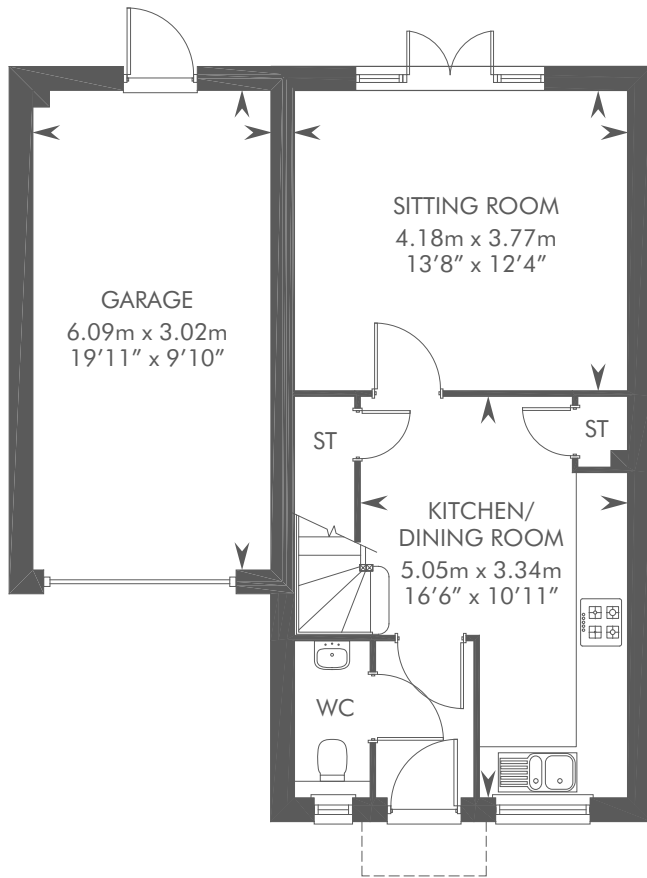 SITTING ROOM
4.18m x 3.77m
13′8″ x 12′4″
GARAGE
6.09m x 3.02m
19′11″ x 9′10″
ST
ST
KITCHEN/
DINING ROOM
5.05m x 3.34m
16′6″ x 10′11″
WC